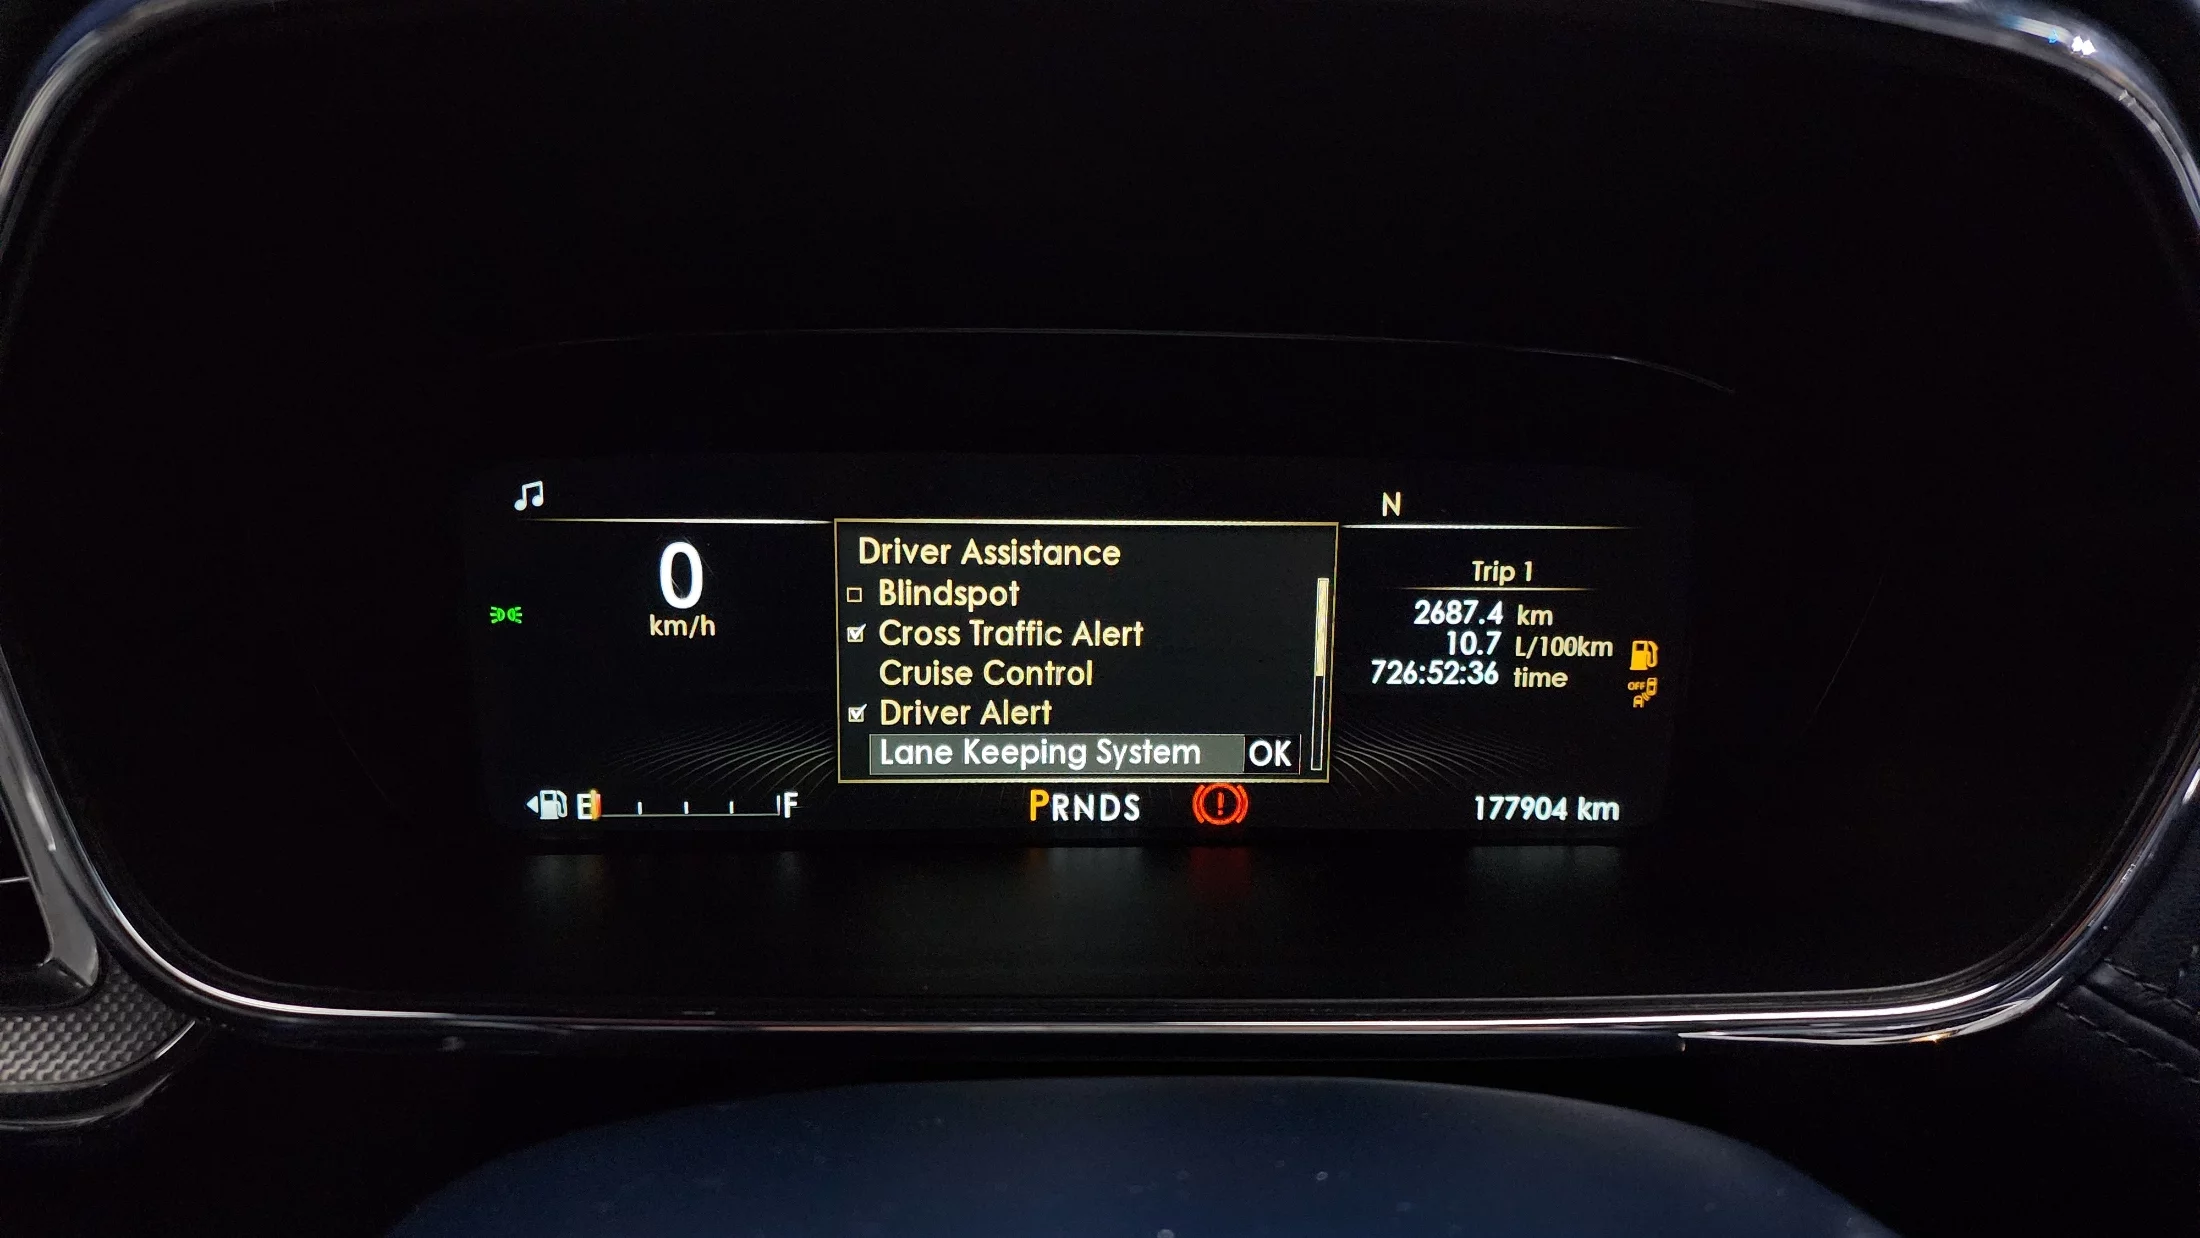 N
0
km/h
Driver Assistance
Blindspot
Cross Traffic Alert
Cruise Control
Driver Alert
Lane Keeping System OK
Trip 1
2687.4 km
10.7 L/100km
726:52:36 time
OFF
A
E F
PRNDS
!
177904 km